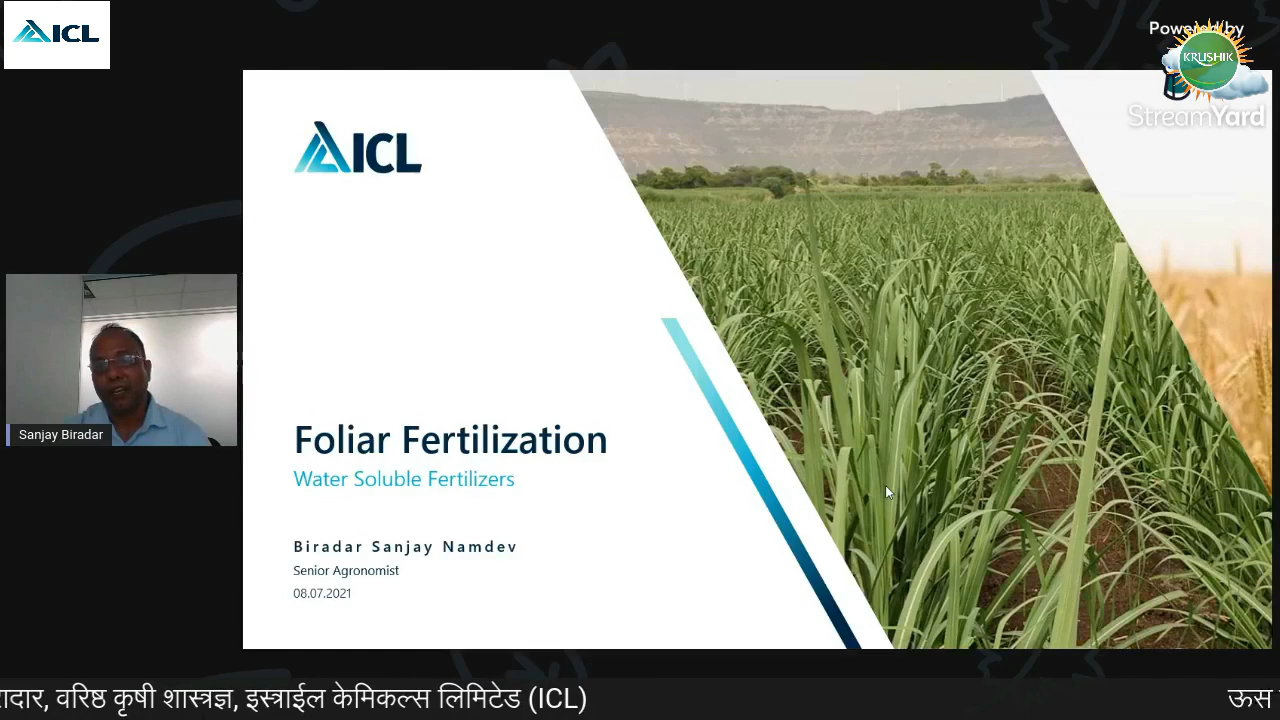 ICL
Powered by
KRUSHIK
StreamYard
ICL
Foliar Fertilization
Water Soluble Fertilizers
Biradar Sanjay Namdev
Senior Agronomist
08.07.2021
Sanjay Biradar
वरिष्ठ कृषी शास्त्रज्ञ, इस्त्राईल केमिकल्स लिमिटेड (ICL) ऊस